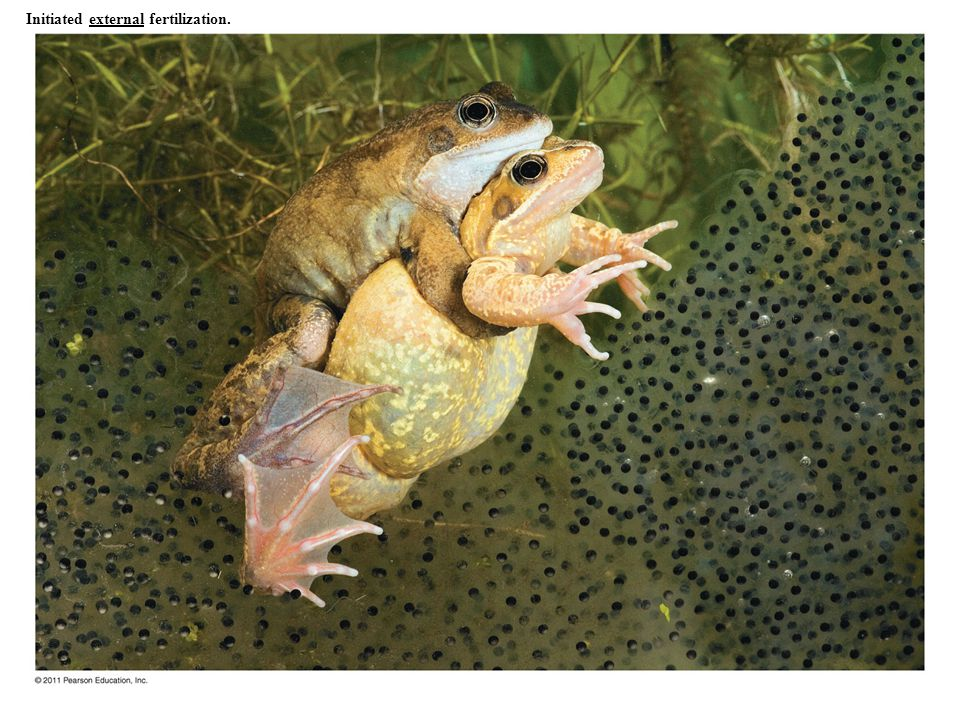 Initiated external fertilization.
© 2011 Pearson Education, Inc.